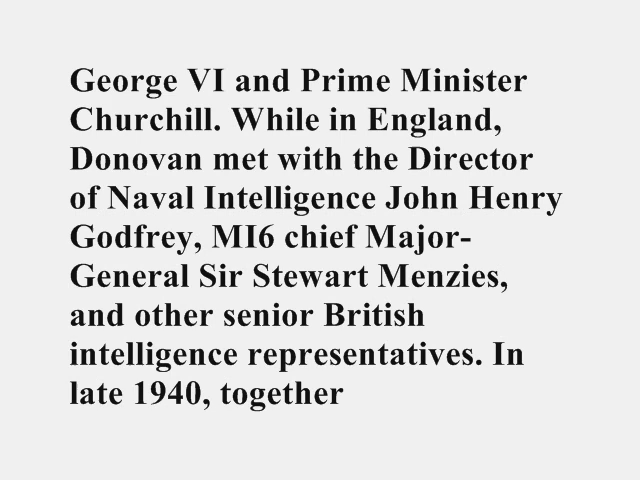 George VI and Prime Minister
Churchill. While in England,
Donovan met with the Director
of Naval Intelligence John Henry
Godfrey, MI6 chief Major-
General Sir Stewart Menzies,
and other senior British
intelligence representatives. In
late 1940, together